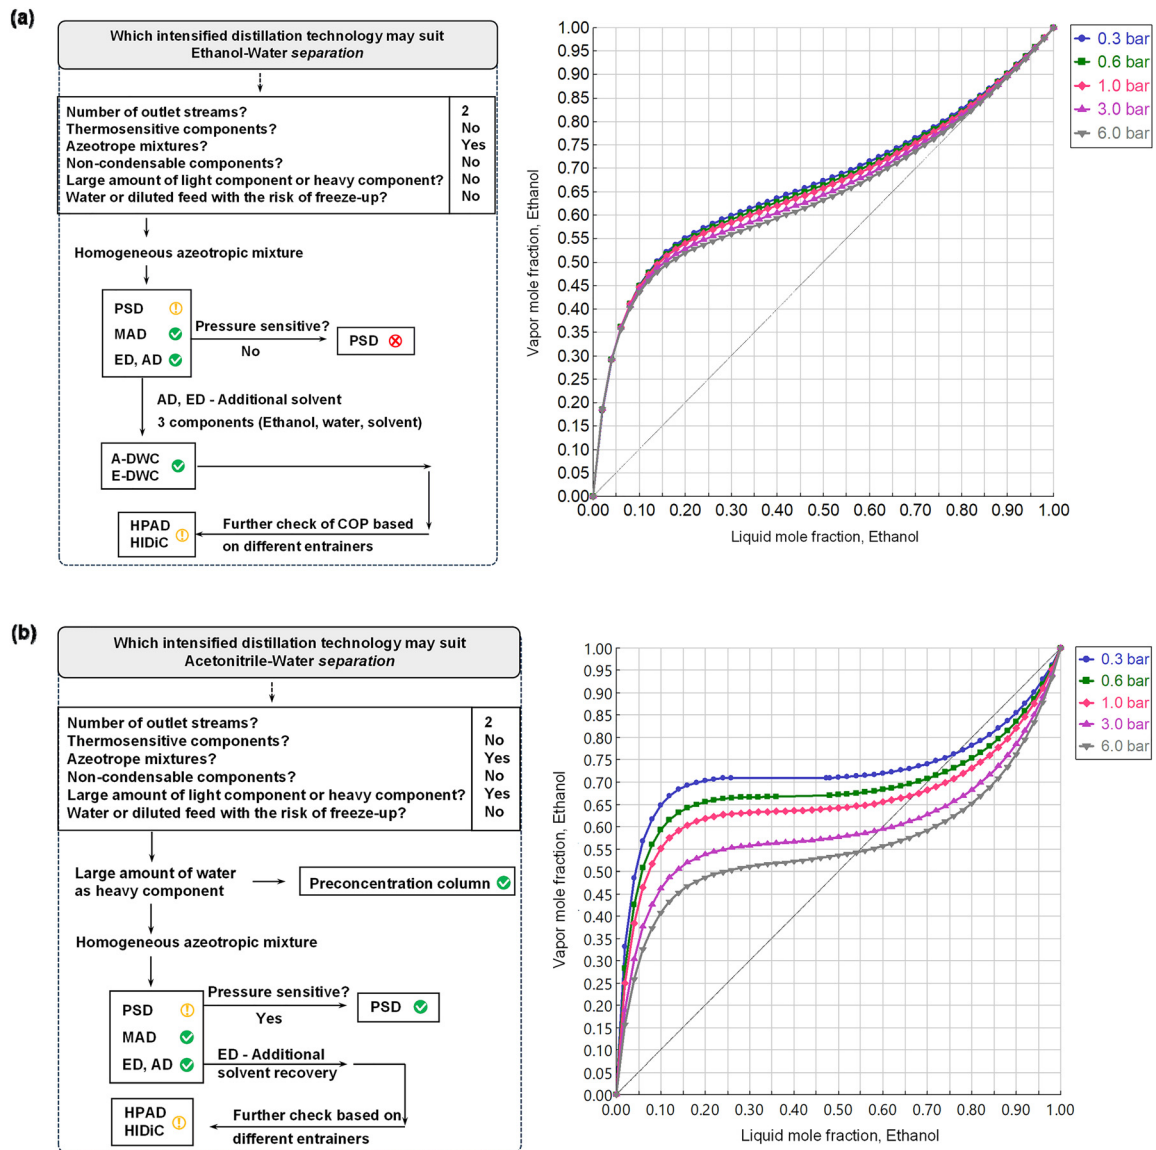 (a)
Which intensified distillation technology may suit
Ethanol-Water separation
Number of outlet streams? 2
Thermosensitive components? No
Azeotrope mixtures? Yes
Non-condensable components? No
Large amount of light component or heavy component? No
Water or diluted feed with the risk of freeze-up? No
Homogeneous azeotropic mixture
PSD
MAD
ED, AD
Pressure sensitive?
No
PSD
AD, ED - Additional solvent
3 components (Ethanol, water, solvent)
A-DWC
E-DWC
HPAD
HIDiC
Further check of COP based
on different entrainers
Vapor mole fraction, Ethanol
1.00
0.95
0.90
0.85
0.80
0.75
0.70
0.65
0.60
0.55
0.50
0.45
0.40
0.35
0.30
0.25
0.20
0.15
0.10
0.05
0.00
0.00 0.10 0.20 0.30 0.40 0.50 0.60 0.70 0.80 0.90 1.00
Liquid mole fraction, Ethanol
0.3 bar
0.6 bar
1.0 bar
3.0 bar
6.0 bar
(b)
Which intensified distillation technology may suit
Acetonitrile-Water separation
Number of outlet streams? 2
Thermosensitive components? No
Azeotrope mixtures? Yes
Non-condensable components? No
Large amount of light component or heavy component? Yes
Water or diluted feed with the risk of freeze-up? No
Large amount of water
as heavy component
Preconcentration column
Homogeneous azeotropic mixture
PSD
MAD
ED, AD
Pressure sensitive?
Yes
PSD
ED - Additional
solvent recovery
HPAD
HIDiC
Further check based on
different entrainers
Vapor mole fraction, Ethanol
1.00
0.95
0.90
0.85
0.80
0.75
0.70
0.65
0.60
0.55
0.50
0.45
0.40
0.35
0.30
0.25
0.20
0.15
0.10
0.05
0.00
0.00 0.10 0.20 0.30 0.40 0.50 0.60 0.70 0.80 0.90 1.00
Liquid mole fraction, Ethanol
0.3 bar
0.6 bar
1.0 bar
3.0 bar
6.0 bar